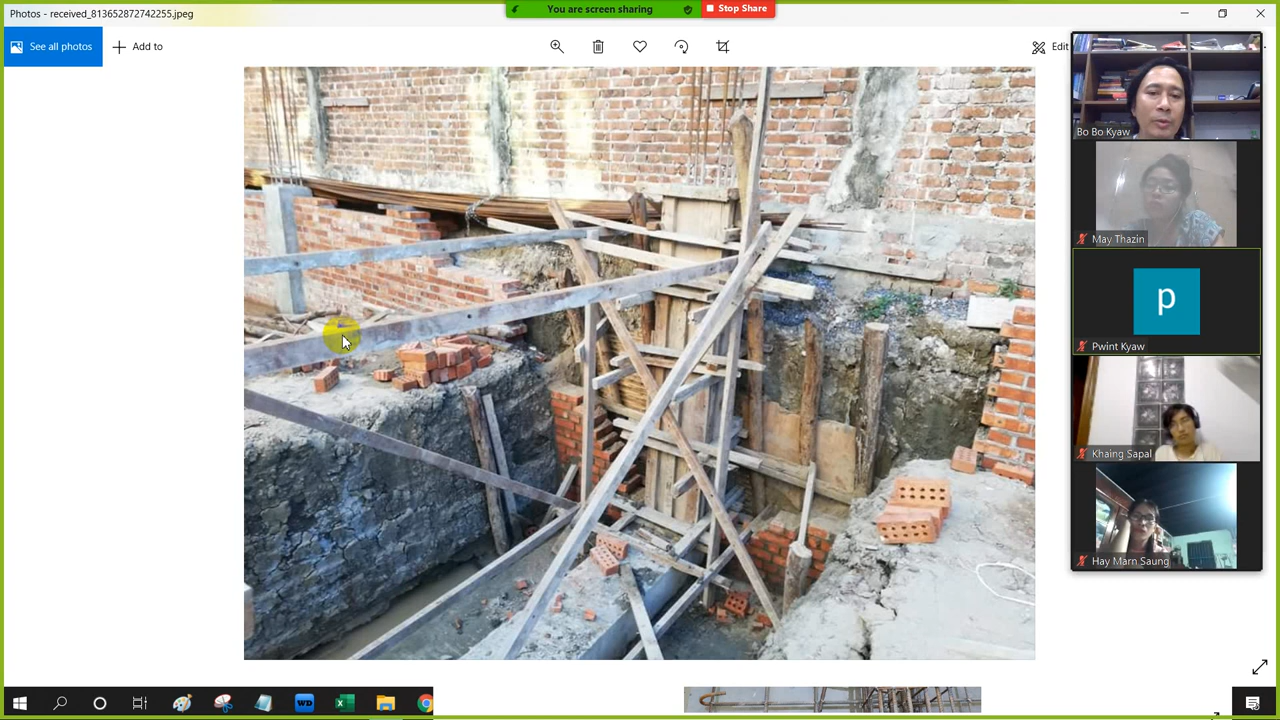 Photos - received_813652872742255.jpeg
You are screen sharing
Stop Share
See all photos
Add to
Edit
Bo Bo Kyaw
May Thazin
p
Pwint Kyaw
Khaing Sapal
Hay Marn Saung
WD